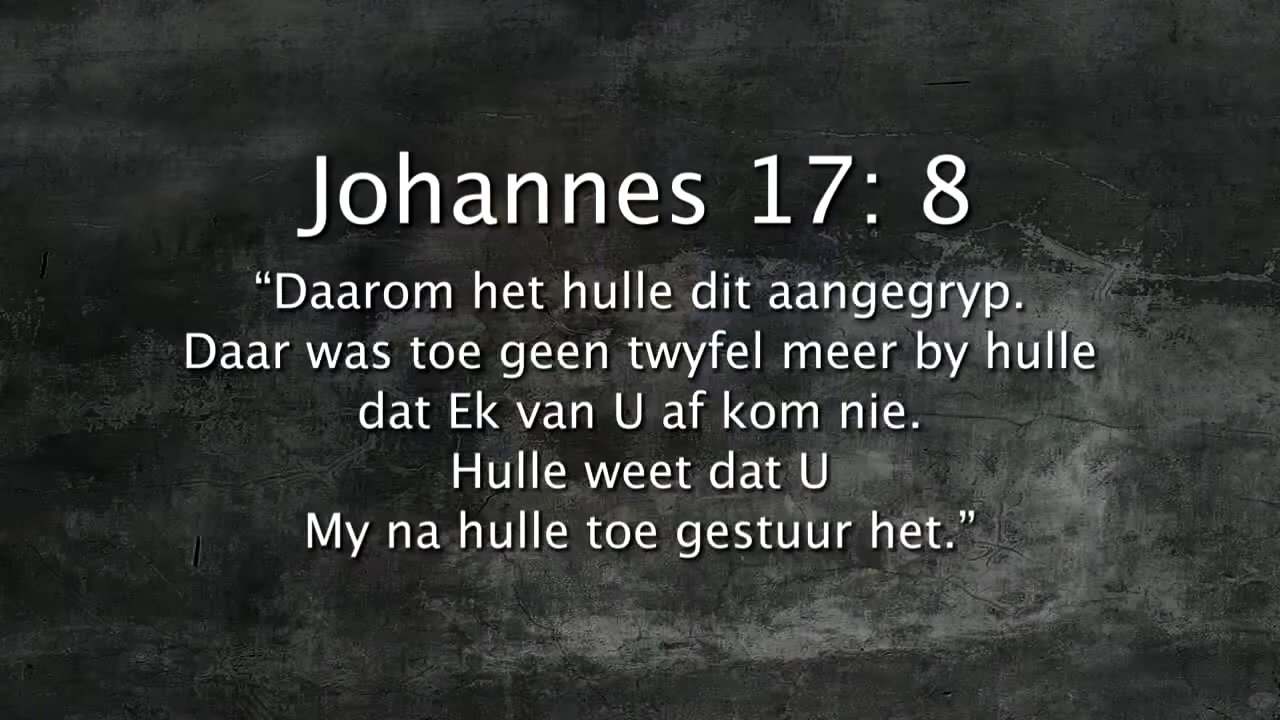 Johannes 17: 8
“Daarom het hulle dit aangegryp.
Daar was toe geen twyfel meer by hulle
dat Ek van U af kom nie.
Hulle weet dat U
My na hulle toe gestuur het.”